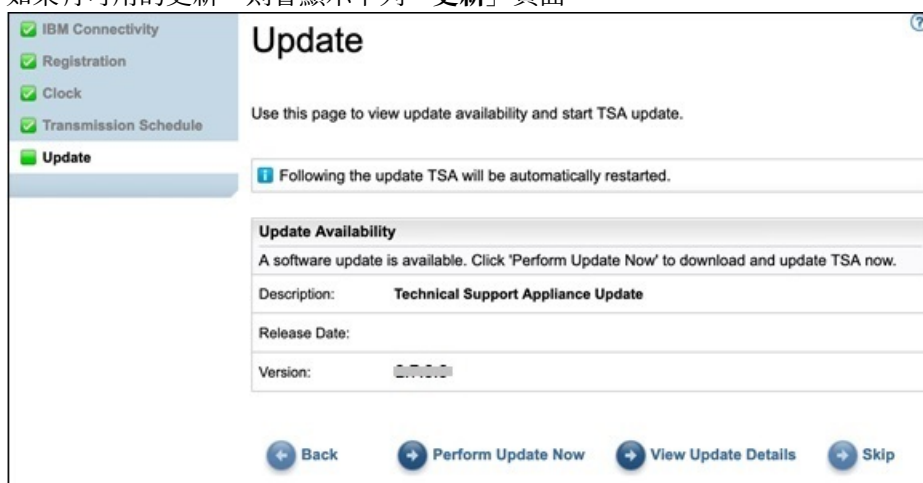 IBM Connectivity
Registration
Clock
Transmission Schedule
Update
Update
Use this page to view update availability and start TSA update.
Following the update TSA will be automatically restarted.
Update Availability
A software update is available. Click 'Perform Update Now' to download and update TSA now.
Description: Technical Support Appliance Update
Release Date:
Version:
Back Perform Update Now View Update Details Skip